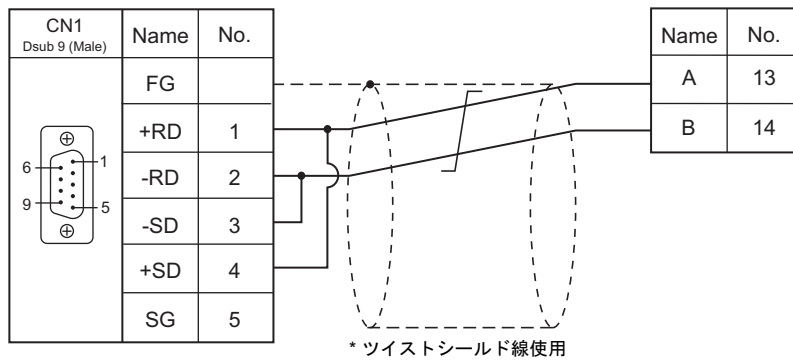 CN1
Dsub 9 (Male)
Name No.
FG
+RD 1
-RD 2
-SD 3
+SD 4
SG 5
6
1
9
5
Name No.
A 13
B 14
* ツイストシールド線使用